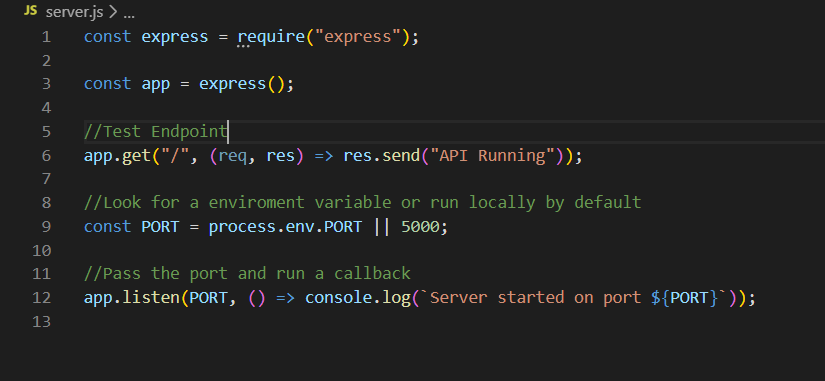 JS server.js > ...
1 const express = require("express");
2
3 const app = express();
4
5 //Test Endpoint
6 app.get("/", (req, res) => res.send("API Running"));
7
8 //Look for a enviroment variable or run locally by default
9 const PORT = process.env.PORT || 5000;
10
11 //Pass the port and run a callback
12 app.listen(PORT, () => console.log(`Server started on port ${PORT}`));
13